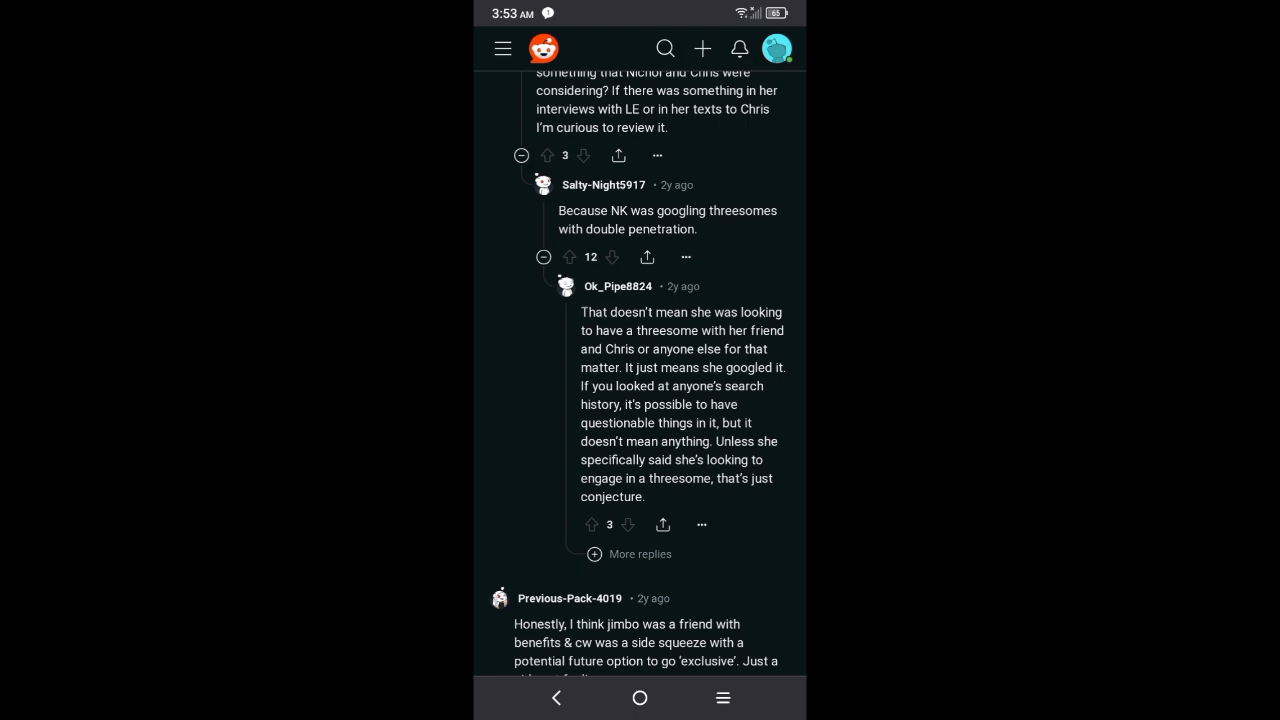 3:53 AM
65
something that Nichol and Chris were
considering? If there was something in her
interviews with LE or in her texts to Chris
I'm curious to review it.
3
Salty-Night5917 • 2y ago
Because NK was googling threesomes
with double penetration.
12
Ok_Pipe8824 • 2y ago
That doesn't mean she was looking
to have a threesome with her friend
and Chris or anyone else for that
matter. It just means she googled it.
If you looked at anyone's search
history, it's possible to have
questionable things in it, but it
doesn't mean anything. Unless she
specifically said she's looking to
engage in a threesome, that's just
conjecture.
3
More replies
Previous-Pack-4019 • 2y ago
Honestly, I think jimbo was a friend with
benefits & cw was a side squeeze with a
potential future option to go ‘exclusive’. Just a